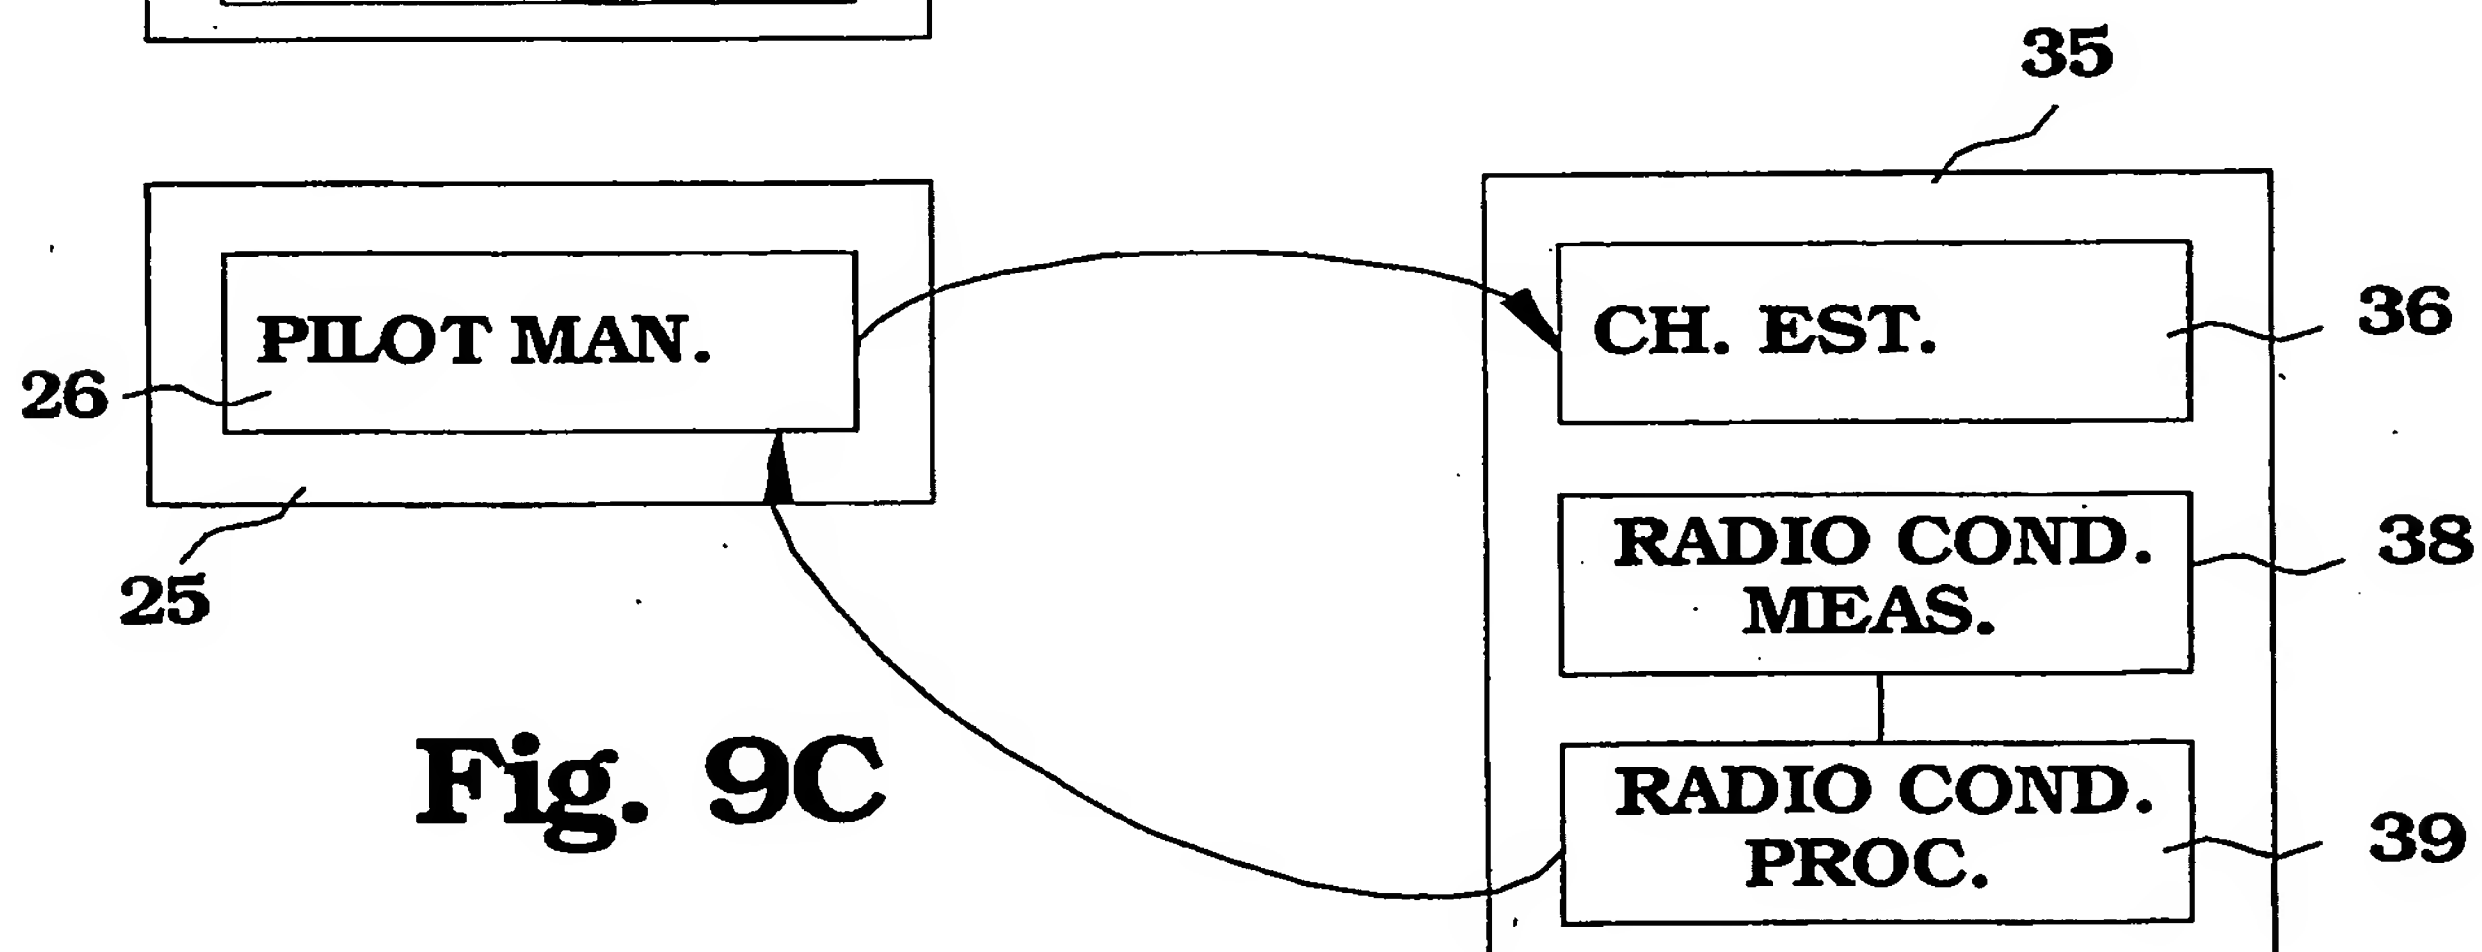 35
PILOT MAN.
26
25
CH. EST.
36
RADIO COND.
MEAS.
38
RADIO COND.
PROC.
39
Fig. 9C